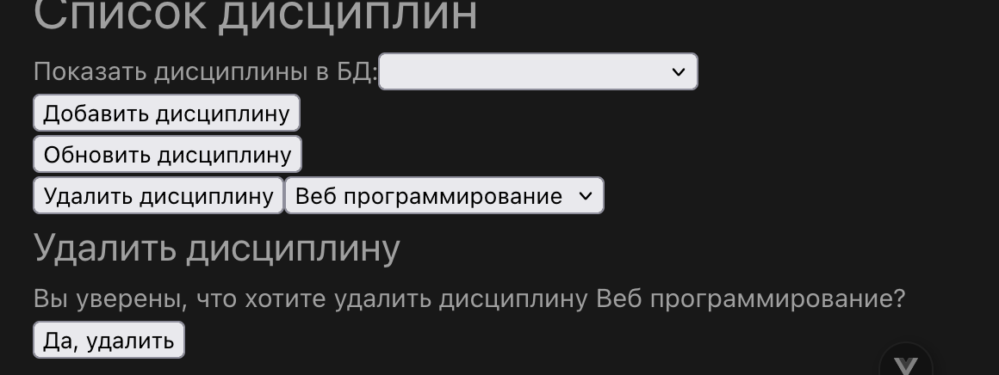 Список дисциплин
Показать дисциплины в БД:
Добавить дисциплину
Обновить дисциплину
Удалить дисциплину Веб программирование
Удалить дисциплину
Вы уверены, что хотите удалить дисциплину Веб программирование?
Да, удалить